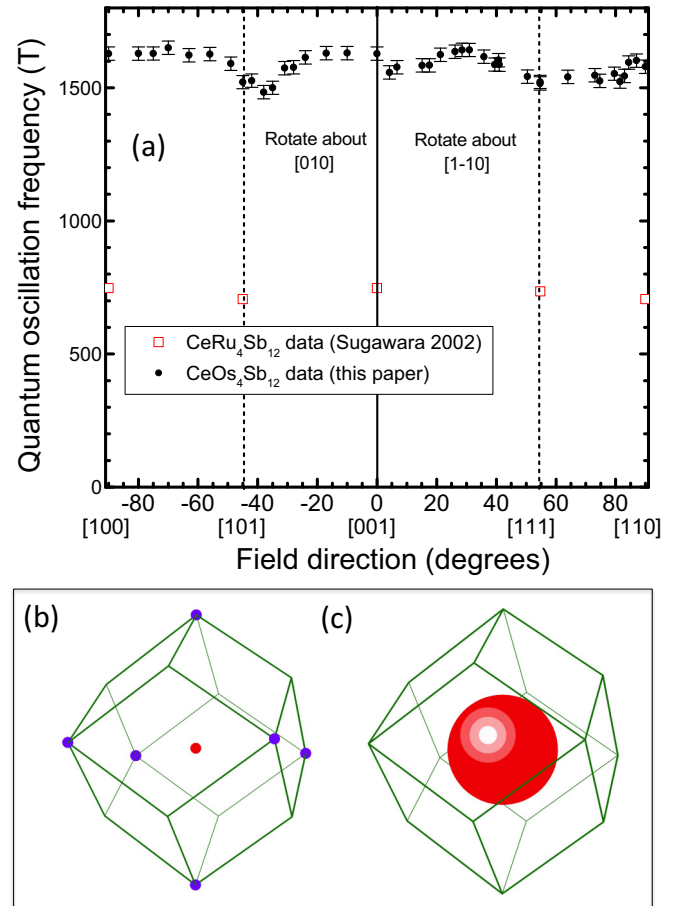 Quantum oscillation frequency (T)
1500
1000
500
0
(a)
Rotate about
[010]
Rotate about
[1-10]
CeRu4Sb12 data (Sugawara 2002)
CeOs4Sb12 data (this paper)
-80 -60 -40 -20 0 20 40 60 80
[100] [101] [001] [111] [110]
Field direction (degrees)
(b) (c)